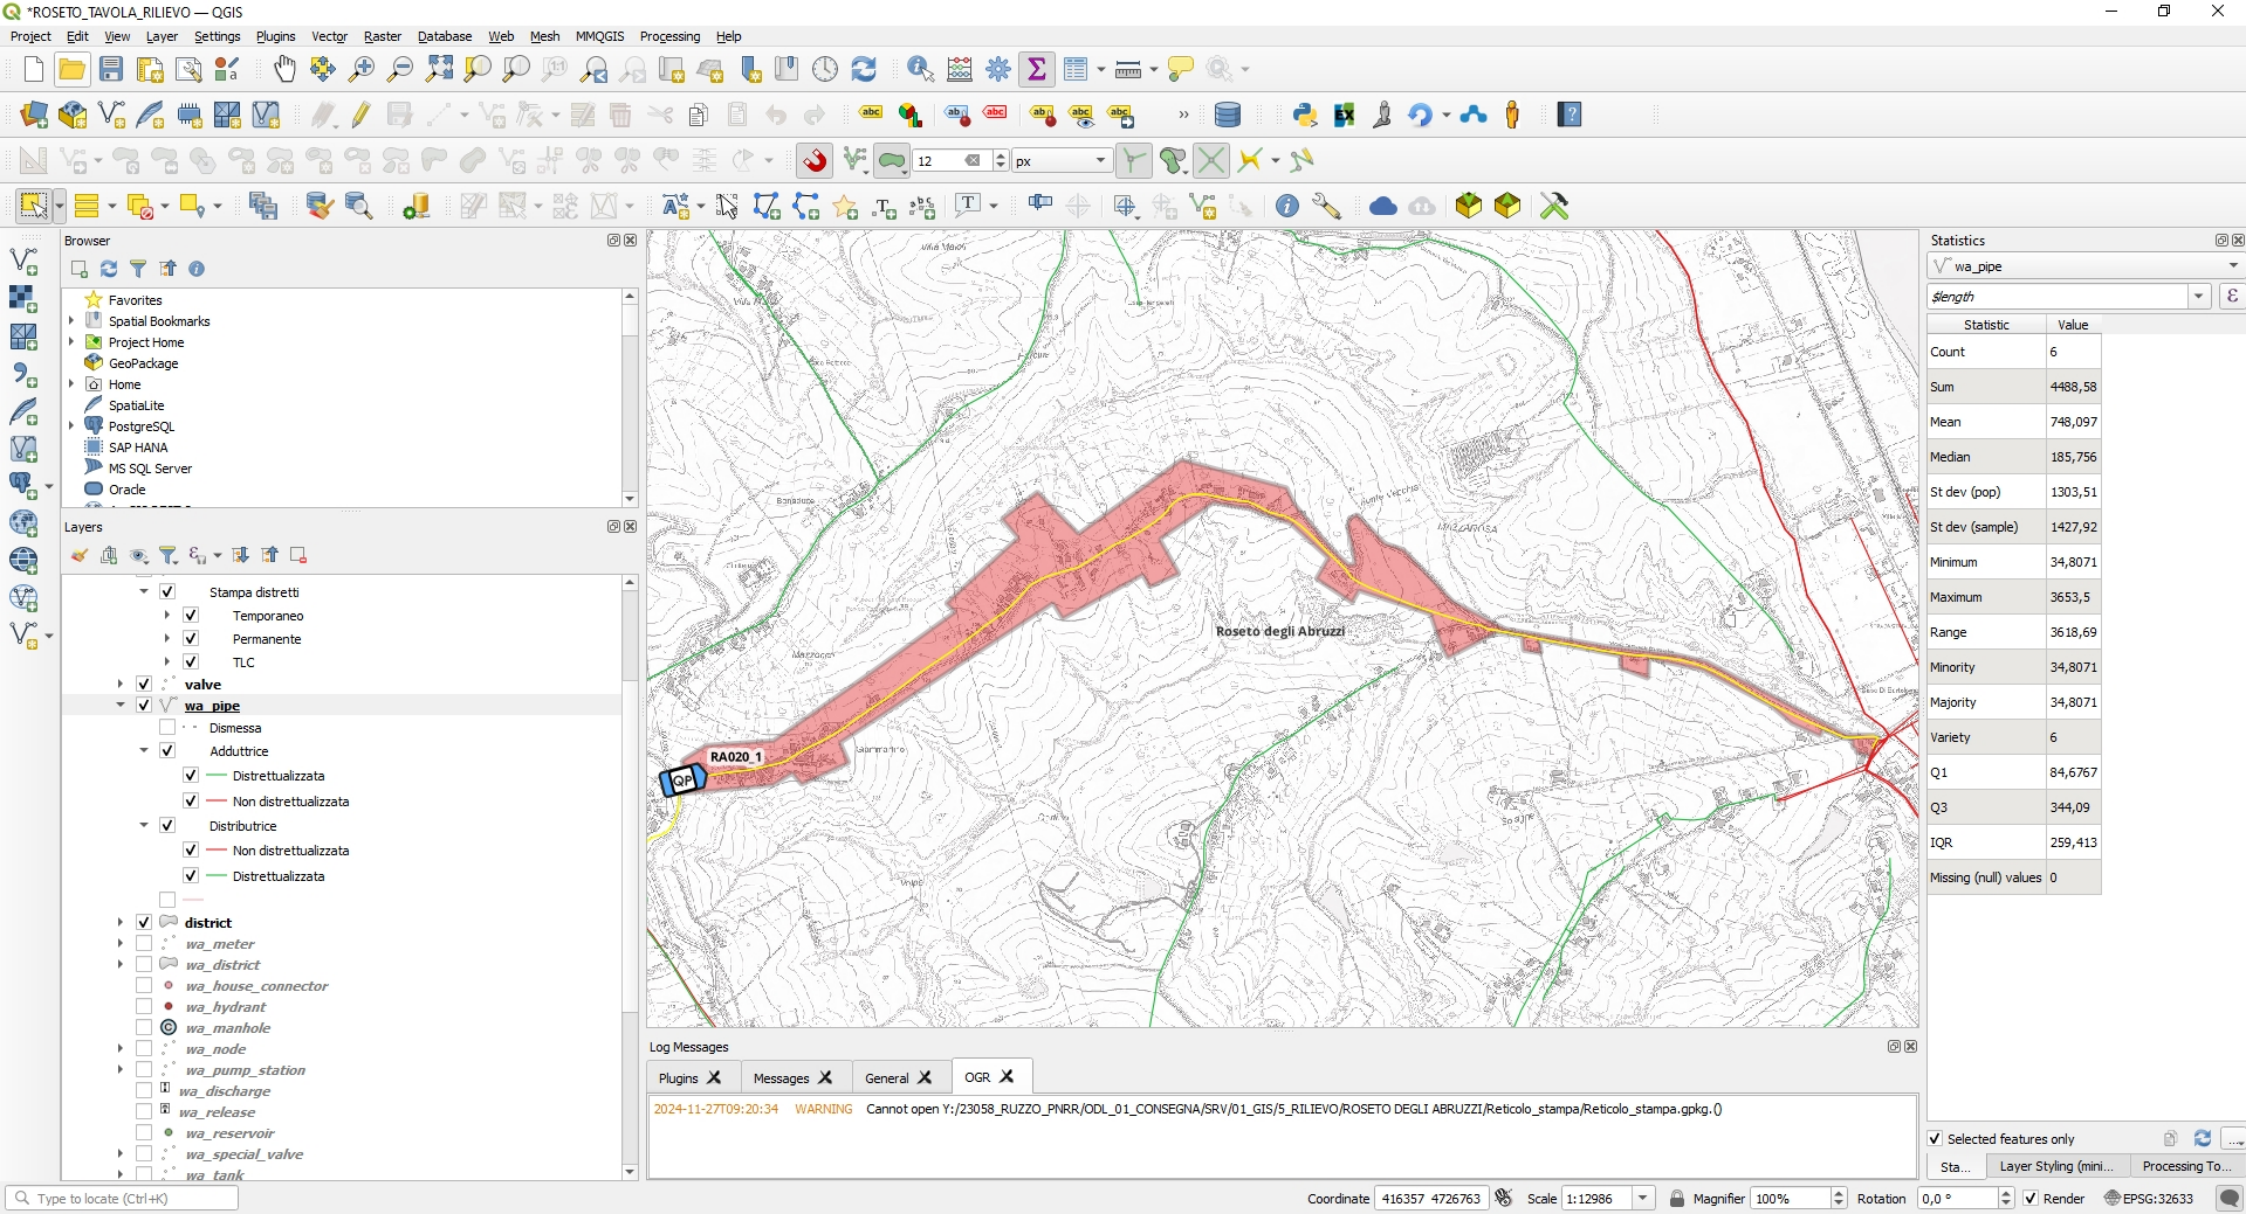 *ROSETO_TAVOLA_RILIEVO — QGIS
Project Edit View Layer Settings Plugins Vector Raster Database Web Mesh MMQGIS Processing Help
12 px
Browser
Favorites
Spatial Bookmarks
Project Home
GeoPackage
Home
SpatiaLite
PostgreSQL
SAP HANA
MS SQL Server
Oracle
Layers
Stampa distretti
Temporaneo
Permanente
TLC
valve
wa_pipe
Dismessa
Adduttrice
Distrettualizzata
Non distrettualizzata
Distributrice
Non distrettualizzata
Distrettualizzata
district
wa_meter
wa_district
wa_house_connector
wa_hydrant
wa_manhole
wa_node
wa_pump_station
wa_discharge
wa_release
wa_reservoir
wa_special_valve
wa_tank
Roseto degli Abruzzi
RA020_1
QP
Log Messages
Plugins Messages General OGR
2024-11-27T09:20:34 WARNING Cannot open Y:/23058_RUZZO_PNRR/ODL_01_CONSEGNA/SRV/01_GIS/5_RILIEVO/ROSETO DEGLI ABRUZZI/Reticolo_stampa/Reticolo_stampa.gpkg.()
Statistics
wa_pipe
$length
Statistic Value
Count 6
Sum 4488,58
Mean 748,097
Median 185,756
St dev (pop) 1303,51
St dev (sample) 1427,92
Minimum 34,8071
Maximum 3653,5
Range 3618,69
Minority 34,8071
Majority 34,8071
Variety 6
Q1 84,6767
Q3 344,09
IQR 259,413
Missing (null) values 0
Selected features only
Sta... Layer Styling (mini... Processing To...
Type to locate (Ctrl+K)
Coordinate 416357 4726763 Scale 1:12986 Magnifier 100% Rotation 0,0 ° Render EPSG:32633